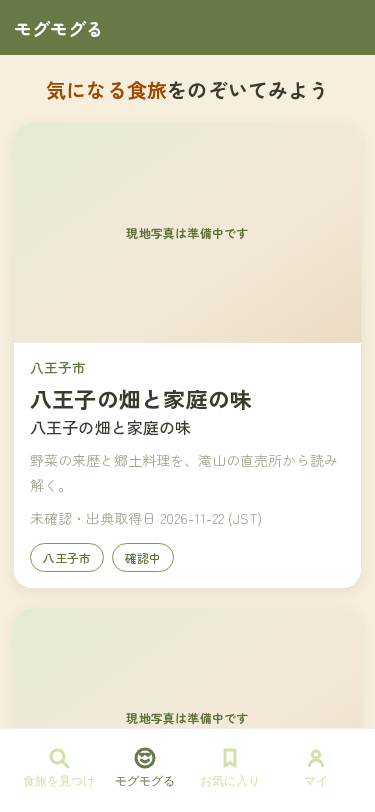 モグモグる
気になる食旅をのぞいてみよう
現地写真は準備中です
八王子市
八王子の畑と家庭の味
八王子の畑と家庭の味
野菜の来歴と郷土料理を、滝山の直売所から読み
解く。
未確認・出典取得日 2026-11-22 (JST)
八王子市 確認中
現地写真は準備中です
食旅を見つけ モグモグる お気に入り マイ